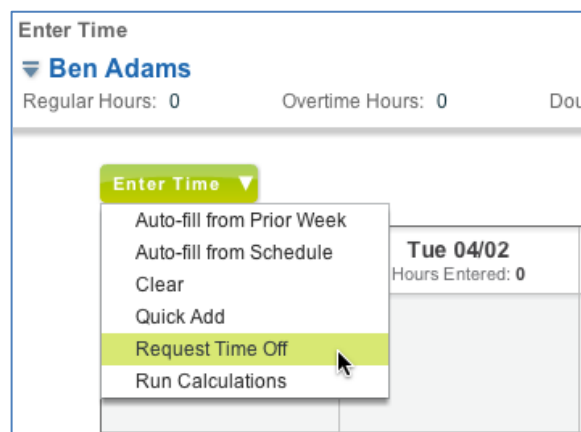 Enter Time
Ben Adams
Regular Hours: 0 Overtime Hours: 0
Enter Time
Auto-fill from Prior Week
Auto-fill from Schedule
Clear
Quick Add
Request Time Off
Run Calculations
Tue 04/02
Hours Entered: 0